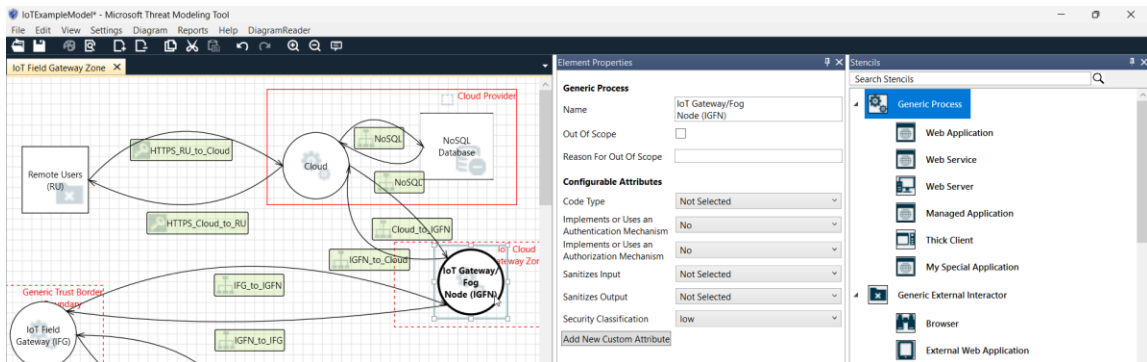 IoTExampleModel* - Microsoft Threat Modeling Tool
File Edit View Settings Diagram Reports Help DiagramReader
IoT Field Gateway Zone
Cloud Provider
HTTPS_RU_to_Cloud
NoSQL
NoSQL
Database
Remote Users
(RU)
Cloud
NoSQL
HTTPS_Cloud_to_RU
Cloud_to_IGFN
IGFN_to_Cloud
IoT Cloud
teway Zon
IoT Gateway/
Fog
Node (IGFN)
IFG_to_IGFN
Generic Trust Border
Boundary
IoT Field
Gateway (IFG)
IGFN_to_IFG
Element Properties
Generic Process
Name
IoT Gateway/Fog
Node (IGFN)
Out Of Scope
Reason For Out Of Scope
Configurable Attributes
Code Type
Not Selected
Implements or Uses an
Authentication Mechanism
No
Implements or Uses an
Authorization Mechanism
No
Sanitizes Input
Not Selected
Sanitizes Output
Not Selected
Security Classification
low
Add New Custom Attribute
Stencils
Search Stencils
Generic Process
Web Application
Web Service
Web Server
Managed Application
Thick Client
My Special Application
Generic External Interactor
Browser
External Web Application